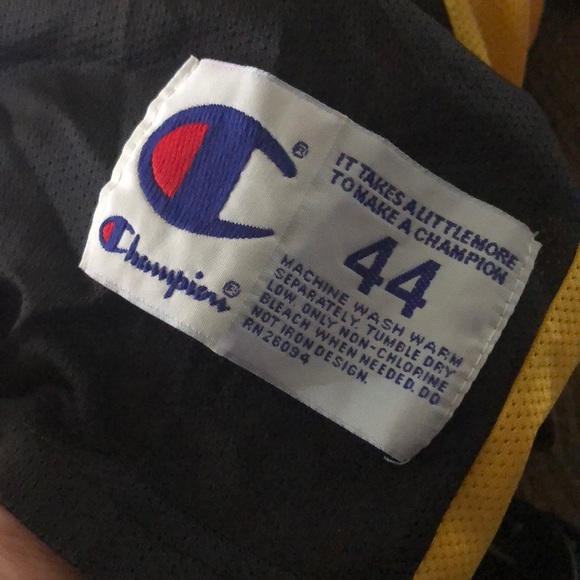 ®
Champion®
IT TAKES A LITTLE MORE
TO MAKE A CHAMPION
44
MACHINE WASH WARM
SEPARATELY. TUMBLE DRY
LOW. ONLY NON-CHLORINE
BLEACH WHEN NEEDED. DO
NOT IRON DESIGN.
RN 26094